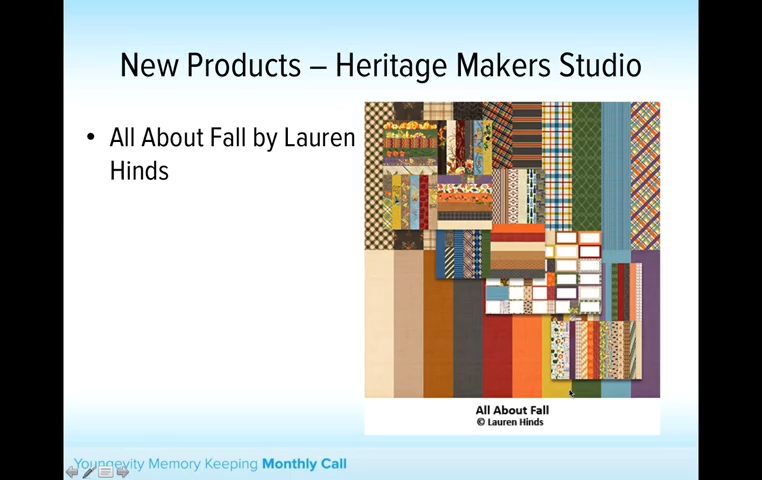 New Products – Heritage Makers Studio
• All About Fall by Lauren
Hinds
All About Fall
© Lauren Hinds
Youngevity Memory Keeping Monthly Call